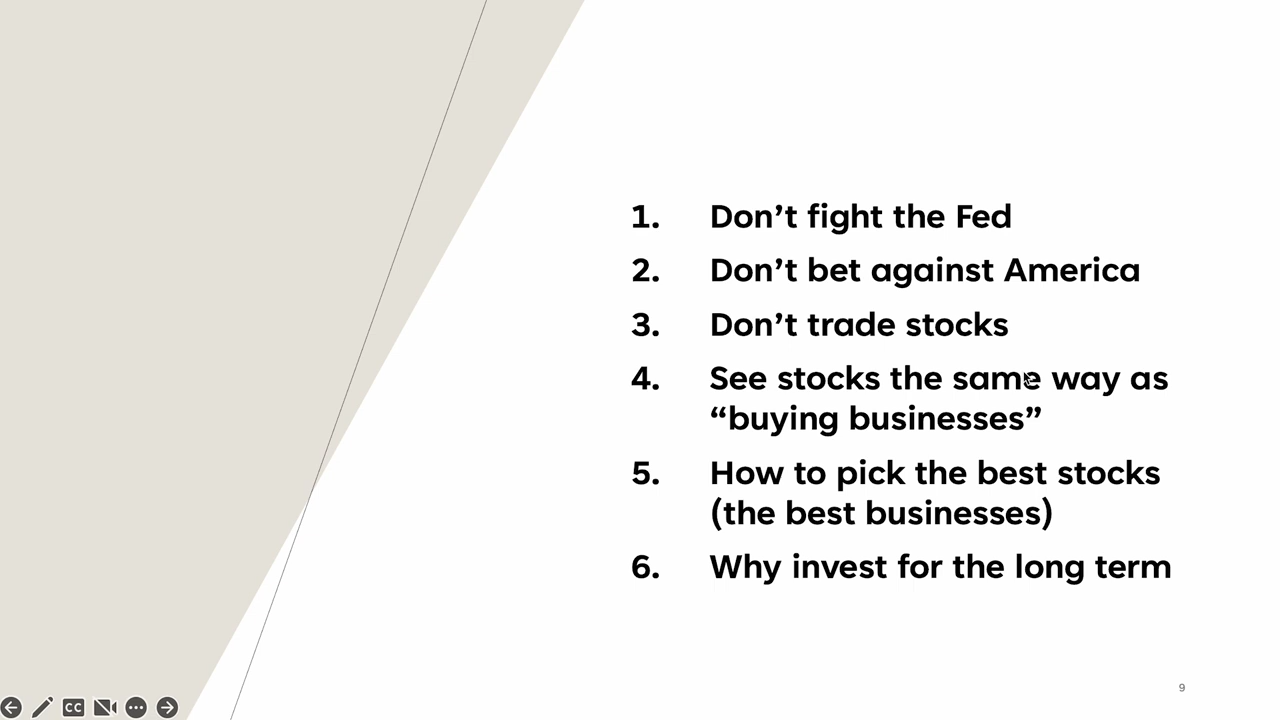 1. Don’t fight the Fed
2. Don’t bet against America
3. Don’t trade stocks
4. See stocks the same way as
“buying businesses”
5. How to pick the best stocks
(the best businesses)
6. Why invest for the long term
9
CC